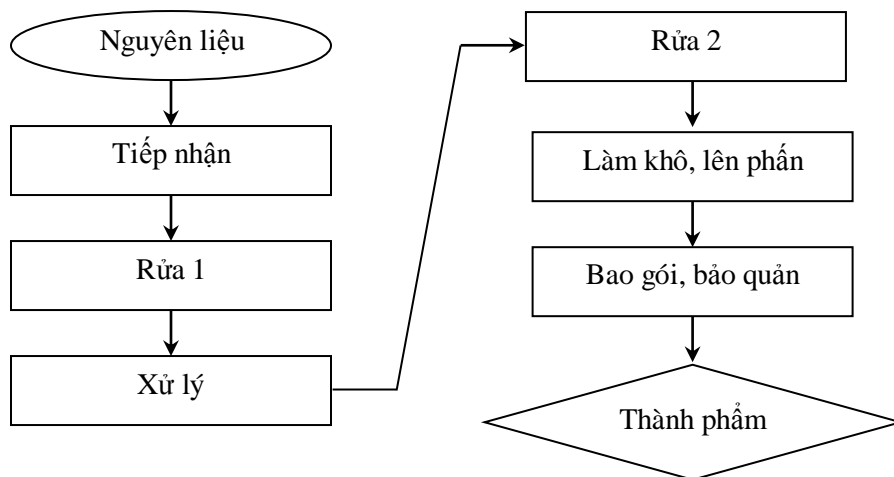 Nguyên liệu
Tiếp nhận
Rửa 1
Xử lý
Rửa 2
Làm khô, lên phấn
Bao gói, bảo quản
Thành phẩm